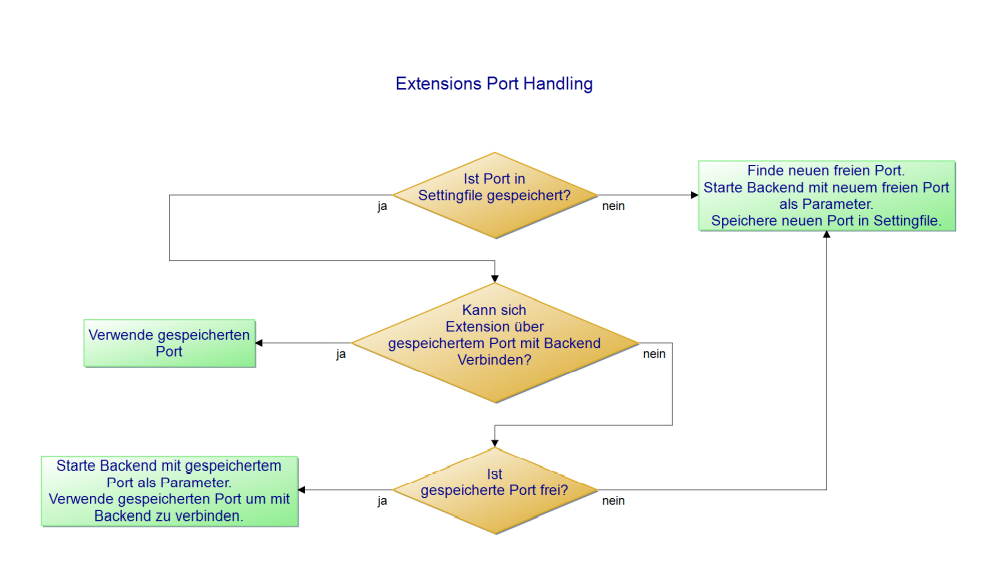 Extensions Port Handling
Ist Port in
Settingfile gespeichert?
ja
nein
Finde neuen freien Port.
Starte Backend mit neuem freien Port
als Parameter.
Speichere neuen Port in Settingfile.
Kann sich
Extension über
gespeichertem Port mit Backend
Verbinden?
ja
nein
Verwende gespeicherten
Port
Ist
gespeicherte Port frei?
ja
nein
Starte Backend mit gespeichertem
Port als Parameter.
Verwende gespeicherten Port um mit
Backend zu verbinden.